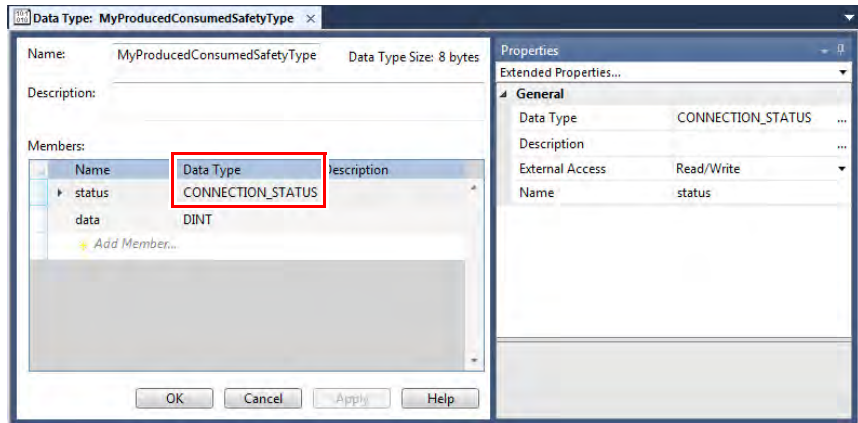 Data Type: MyProducedConsumedSafetyType ×
Name: MyProducedConsumedSafetyType Data Type Size: 8 bytes
Description:
Members:
Name Data Type Description
status CONNECTION_STATUS
data DINT
Add Member...
OK Cancel Apply Help
Properties
Extended Properties...
General
Data Type CONNECTION_STATUS ...
Description ...
External Access Read/Write
Name status